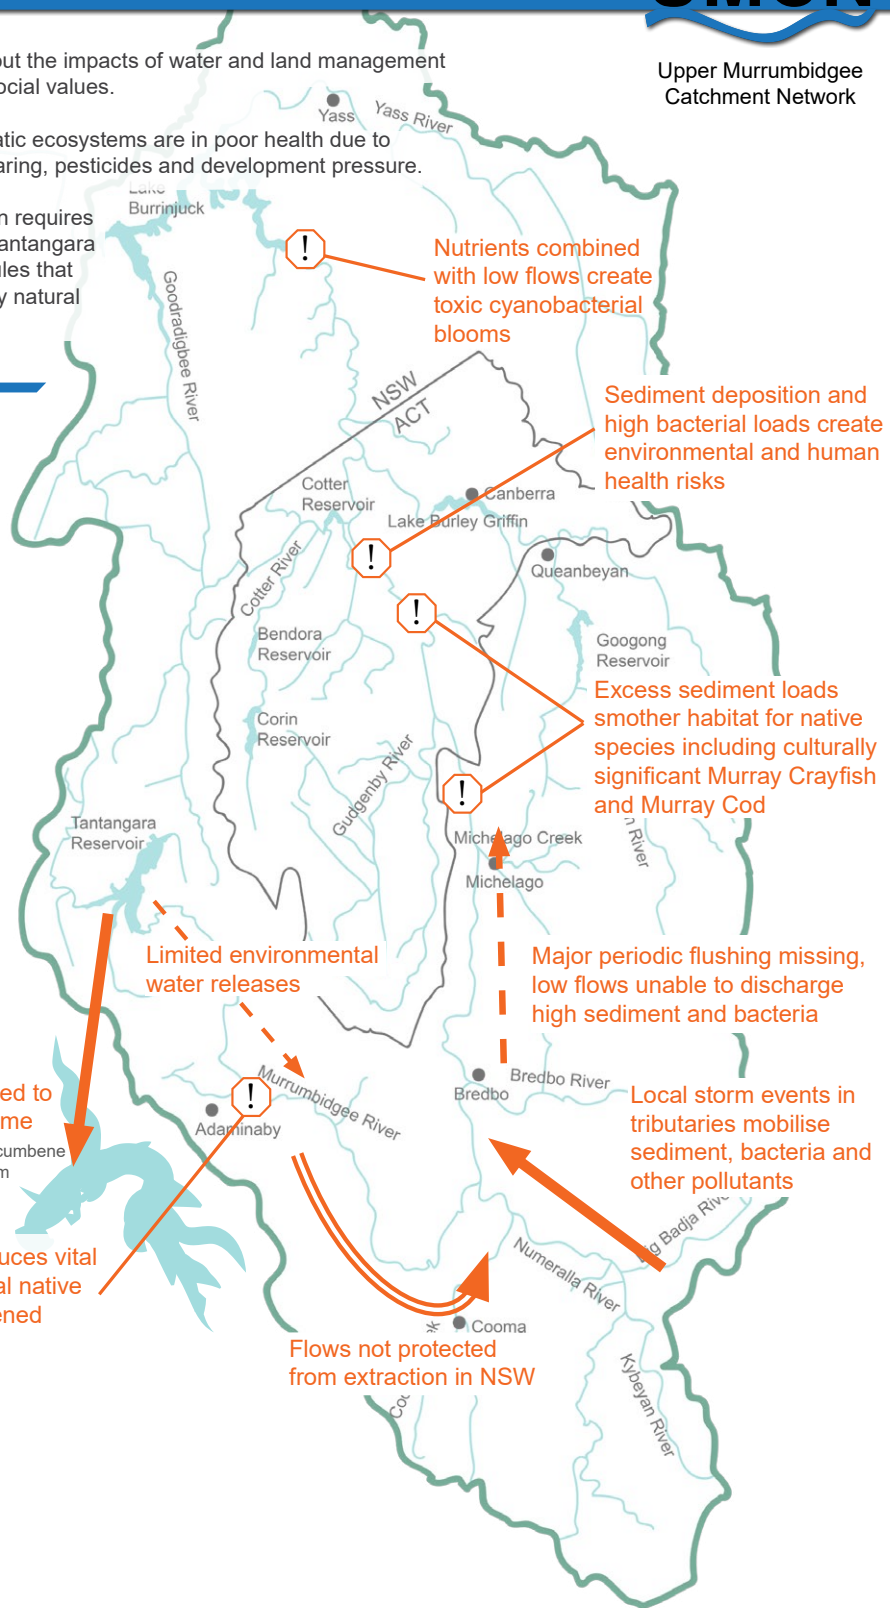 UMCN
Upper Murrumbidgee
Catchment Network
out the impacts of water and land management
ocial values.
atic ecosystems are in poor health due to
aring, pesticides and development pressure.
n requires
antangara
les that
y natural
Yass
Yass River
Lake
Burrinjuck
Goodradigbee River
Nutrients combined
with low flows create
toxic cyanobacterial
blooms
NSW
ACT
Sediment deposition and
high bacterial loads create
environmental and human
health risks
Cotter
Reservoir
Canberra
Lake Burley Griffin
Queanbeyan
Cotter River
Bendora
Reservoir
Googong
Reservoir
Corin
Reservoir
Excess sediment loads
smother habitat for native
species including culturally
significant Murray Crayfish
and Murray Cod
Gudgenby River
n River
Tantangara
Reservoir
Michelago Creek
Michelago
Limited environmental
water releases
Major periodic flushing missing,
low flows unable to discharge
high sediment and bacteria
Murrumbidgee River
Bredbo
Bredbo River
ed to
me
cumbene
m
Adaminaby
Local storm events in
tributaries mobilise
sediment, bacteria and
other pollutants
Big Badja River
uces vital
al native
ened
Numeralla River
Cooma
Flows not protected
from extraction in NSW
Kybeyan River
Coo
ek
!
!
!
!
!